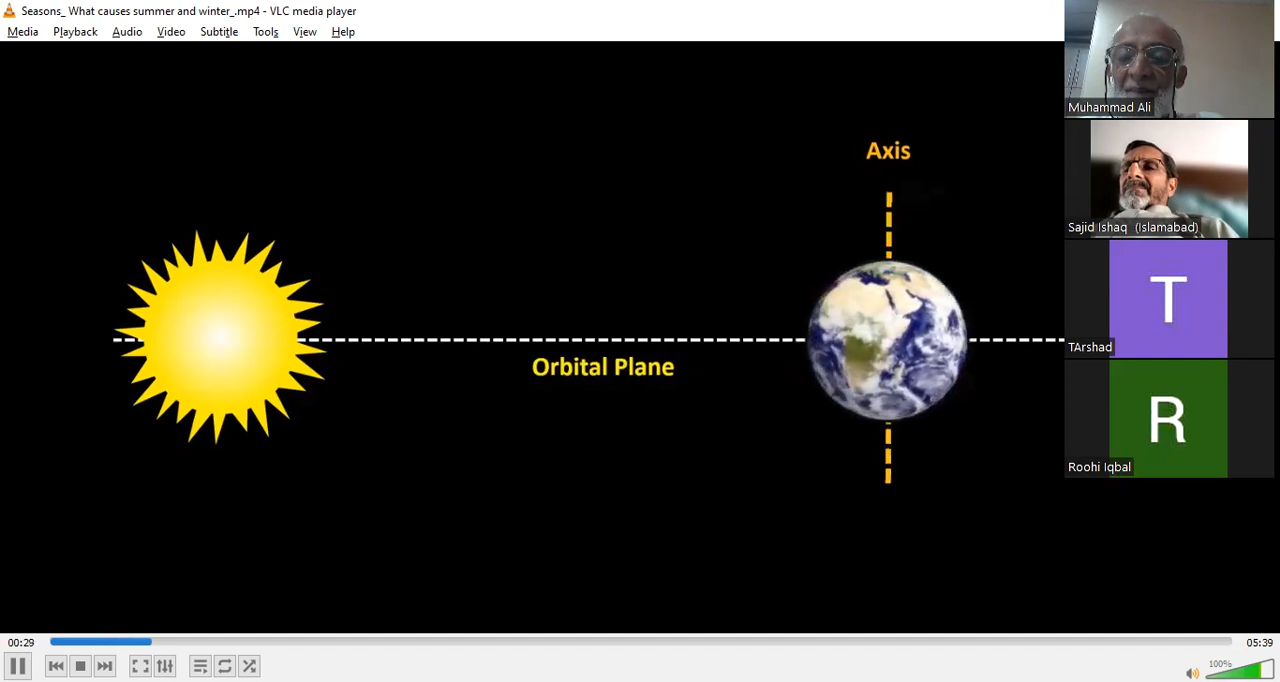 Seasons_ What causes summer and winter_.mp4 - VLC media player
Media Playback Audio Video Subtitle Tools View Help
Muhammad Ali
Axis
Sajid Ishaq (Islamabad)
Orbital Plane
T
TArshad
R
Roohi Iqbal
00:29
05:39
100%